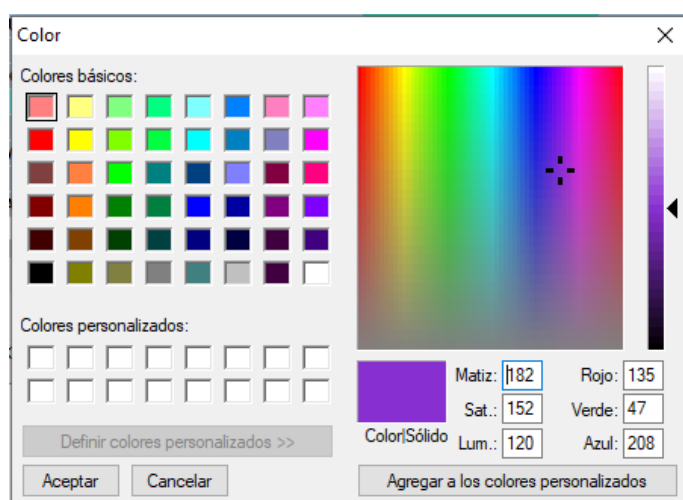 Color
Colores básicos:
Colores personalizados:
Definir colores personalizados >>
Aceptar
Cancelar
Color|Sólido
Matiz: 182
Sat.: 152
Lum.: 120
Rojo: 135
Verde: 47
Azul: 208
Agregar a los colores personalizados